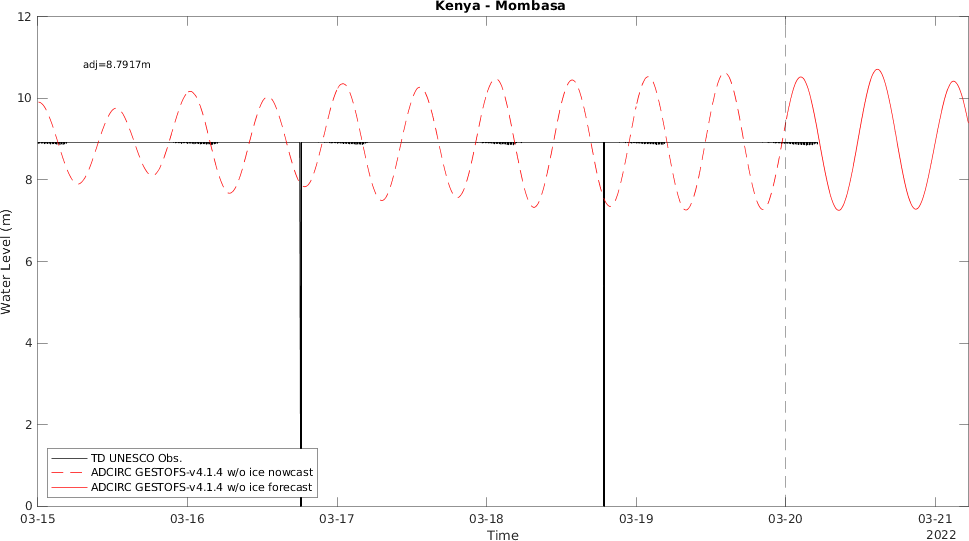 Kenya - Mombasa
12
adj=8.7917m
10
8
6
4
2
0
Water Level (m)
TD UNESCO Obs.
ADCIRC GESTOFS-v4.1.4 w/o ice nowcast
ADCIRC GESTOFS-v4.1.4 w/o ice forecast
03-15 03-16 03-17 03-18 03-19 03-20 03-21
Time
2022